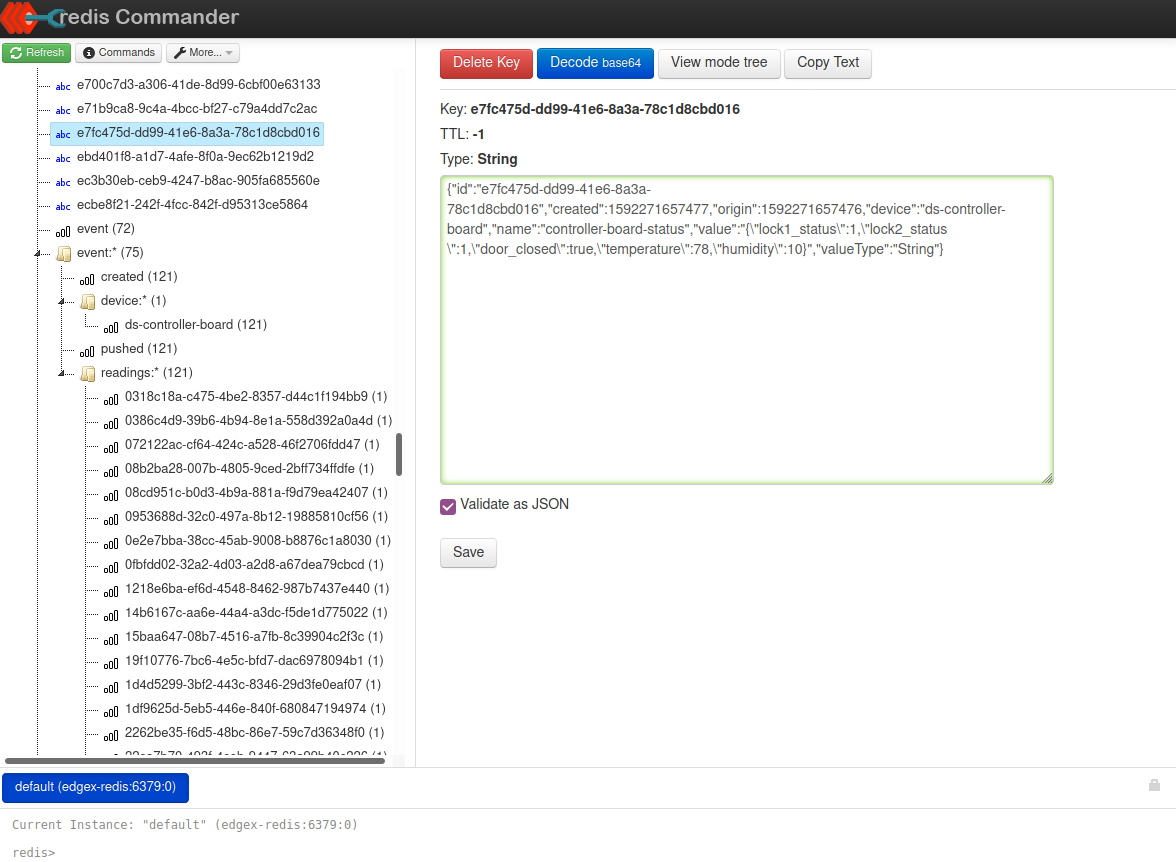 redis Commander
Refresh Commands More...
abc e700c7d3-a306-41de-8d99-6cbf00e63133
abc e71b9ca8-9c4a-4bcc-bf27-c79a4dd7c2ac
abc e7fc475d-dd99-41e6-8a3a-78c1d8cbd016
abc ebd401f8-a1d7-4afe-8f0a-9ec62b1219d2
abc ec3b30eb-ceb9-4247-b8ac-905fa685560e
abc ecbe8f21-242f-4fcc-842f-d95313ce5864
event (72)
event:* (75)
created (121)
device:* (1)
ds-controller-board (121)
pushed (121)
readings:* (121)
0318c18a-c475-4be2-8357-d44c1f194bb9 (1)
0386c4d9-39b6-4b94-8e1a-558d392a0a4d (1)
072122ac-cf64-424c-a528-46f2706fdd47 (1)
08b2ba28-007b-4805-9ced-2bff734ffdfe (1)
08cd951c-b0d3-4b9a-881a-f9d79ea42407 (1)
0953688d-32c0-497a-8b12-19885810cf56 (1)
0e2e7bba-38cc-45ab-9008-b8876c1a8030 (1)
0fbfdd02-32a2-4d03-a2d8-a67dea79cbcd (1)
1218e6ba-ef6d-4548-8462-987b7437e440 (1)
14b6167c-aa6e-44a4-a3dc-f5de1d775022 (1)
15baa647-08b7-4516-a7fb-8c39904c2f3c (1)
19f10776-7bc6-4e5c-bfd7-dac6978094b1 (1)
1d4d5299-3bf2-443c-8346-29d3fe0eaf07 (1)
1df9625d-5eb5-446e-840f-680847194974 (1)
2262be35-f6d5-48bc-86e7-59c7d36348f0 (1)
Delete Key Decode base64 View mode tree Copy Text
Key: e7fc475d-dd99-41e6-8a3a-78c1d8cbd016
TTL: -1
Type: String
{"id":"e7fc475d-dd99-41e6-8a3a-
78c1d8cbd016","created":1592271657477,"origin":1592271657476,"device":"ds-controller-
board","name":"controller-board-status","value":"{\"lock1_status\":1,\"lock2_status
\":1,\"door_closed\":true,\"temperature\":78,\"humidity\":10}","valueType":"String"}
Validate as JSON
Save
default (edgex-redis:6379:0)
Current Instance: "default" (edgex-redis:6379:0)
redis>